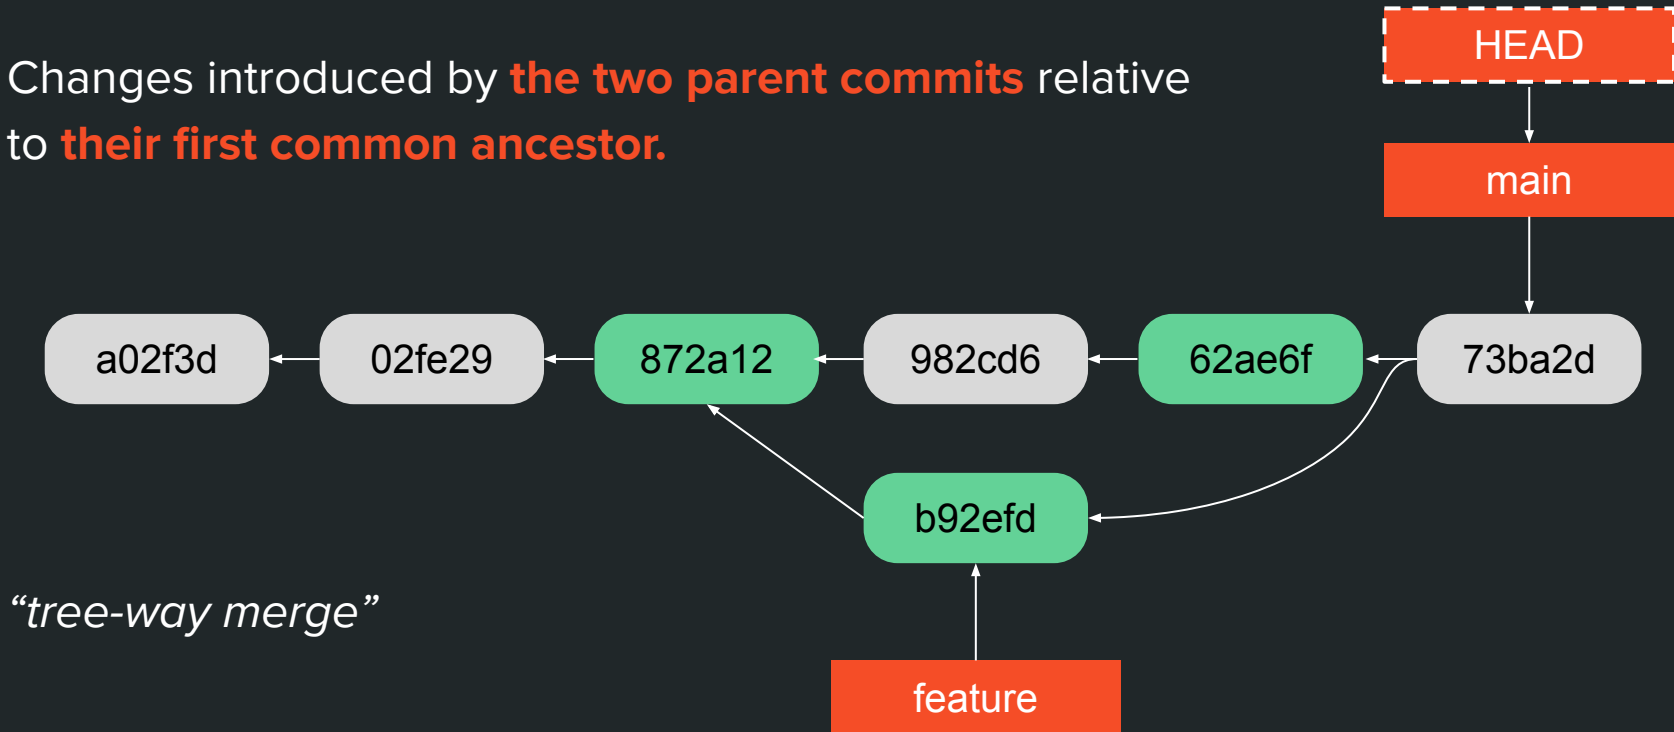 HEAD
Changes introduced by the two parent commits relative
to their first common ancestor.
main
a02f3d
02fe29
872a12
982cd6
62ae6f
73ba2d
b92efd
“tree-way merge”
feature